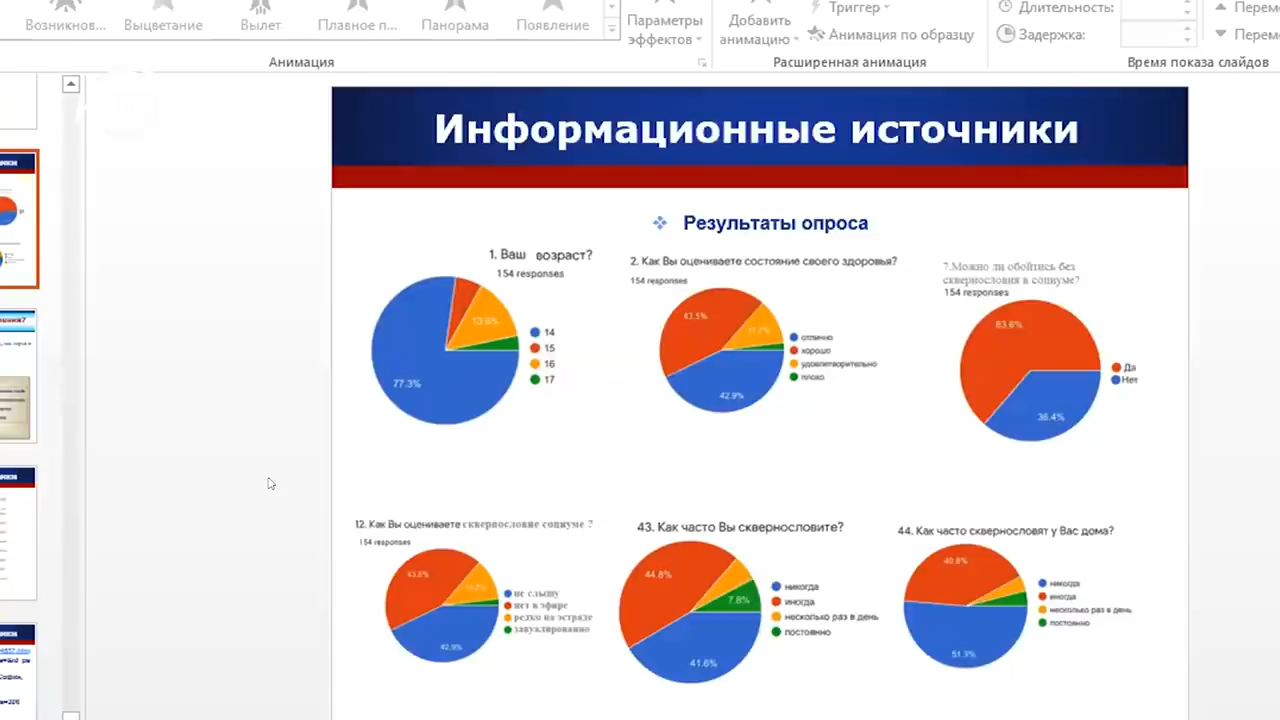 Возникнов...
Выцветание
Вылет
Плавное п...
Панорама
Появление
Параметры
эффектов
Добавить
анимацию
Триггер
Анимация по образцу
Длительность:
Задержка:
Анимация
Расширенная анимация
Время показа слайдов
Информационные источники
Результаты опроса
1. Ваш возраст?
154 responses
77.3%
13.6%
14
15
16
17
2. Как Вы оцениваете состояние своего здоровья?
154 responses
43.5%
11.7%
42.9%
отлично
хорошо
удовлетворительно
плохо
7.Можно ли обойтись без
сквернословия в социуме?
154 responses
63.6%
36.4%
Да
Нет
12. Как Вы оцениваете сквернословие социуме ?
154 responses
43.5%
42.9%
не слышу
нет в эфире
редко на эстраде
завуалированно
43. Как часто Вы сквернословите?
44.8%
7.8%
41.6%
никогда
иногда
несколько раз в день
постоянно
44. Как часто сквернословят у Вас дома?
40.8%
51.3%
никогда
иногда
несколько раз в день
постоянно